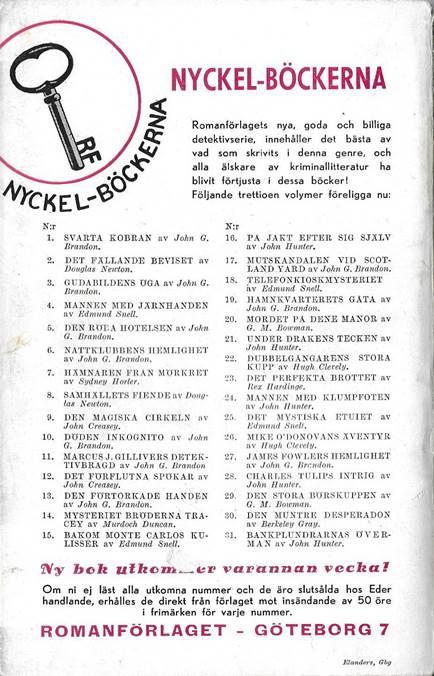 NYCKEL-BÖCKERNA
RF
NYCKEL-BÖCKERNA
Romanförlagets nya, goda och billiga
detektivserie, innehåller det bästa av
vad som skrivits i denna genre, och
alla älskare av kriminallitteratur ha
blivit förtjusta i dessa böcker!
Följande trettioen volymer föreligga nu:
N:r
1. SVARTA KOBRAN av John G.
Brandon.
2. DET FÄLLANDE BEVISET av
Douglas Newton.
3. GUDABILDENS ÖGA av John G.
Brandon.
4. MANNEN MED JÄRNHANDEN
av Edmund Snell.
5. DEN RÖDA HOTELSEN av John
G. Brandon.
6. NATTKLUBBENS HEMLIGHET
av John G. Brandon.
7. HÄMNAREN FRÅN MÖRKRET
av Sydney Horler.
8. SAMHÄLLETS FIENDE av Doug-
las Newton.
9. DEN MAGISKA CIRKELN av
John Creasey.
10. DÖDEN INKOGNITO av John
G. Brandon.
11. MARCUS J. GILLIVERS DETEK-
TIVBRAGD av John G. Brandon
12. DET FÖRFLUTNA SPÖKAR av
John Creasey.
13. DEN FÖRTORKADE HANDEN
av John G. Brandon.
14. MYSTERIET BRÖDERNA TRA-
CEY av Murdoch Duncan.
15. BAKOM MONTE CARLOS KU-
LISSER av Edmund Snell.
N:r
16. PÅ JAKT EFTER SIG SJÄLV
av John Hunter.
17. MUTSKANDALEN VID SCOT-
LAND YARD av John G. Brandon.
18. TELEFONKIOSKMYSTERIET
av Edmund Snell.
19. HAMNKVARTERETS GÅTA av
John G. Brandon.
20. MORDET PÅ DENE MANOR av
G. M. Bowman.
21. UNDER DRAKENS TECKEN av
John Hunter.
22. DUBBELGÅNGARENS STORA
KUPP av Hugh Clevely.
23. DET PERFEKTA BROTTET av
Rex Hardinge.
24. MANNEN MED KLUMPFOTEN
av John Hunter.
25. DET MYSTISKA ETUIET av
Edmund Snell.
26. MIKE O'DONOVANS ÄVENTYR
av Hugh Clevely.
27. JAMES FOWLERS HEMLIGHET
av John G. Brandon.
28. CHARLES TULIPS INTRIG av
John Hunter.
29. DEN STORA BÖRSKUPPEN av
G. M. Bowman.
30. DEN MUNTRE DESPERADON
av Berkeley Gray.
31. BANKPLUNDRARNAS ÖVER-
MAN av John Hunter.
Ny bok varannan vecka!
Om ni ej läst alla utkomna nummer och de äro slutsålda hos Eder
handlande, erhålles de direkt från förlaget mot insändande av 50 öre
i frimärken för varje nummer.
ROMANFÖRLAGET - GÖTEBORG 7
Elanders, Gbg